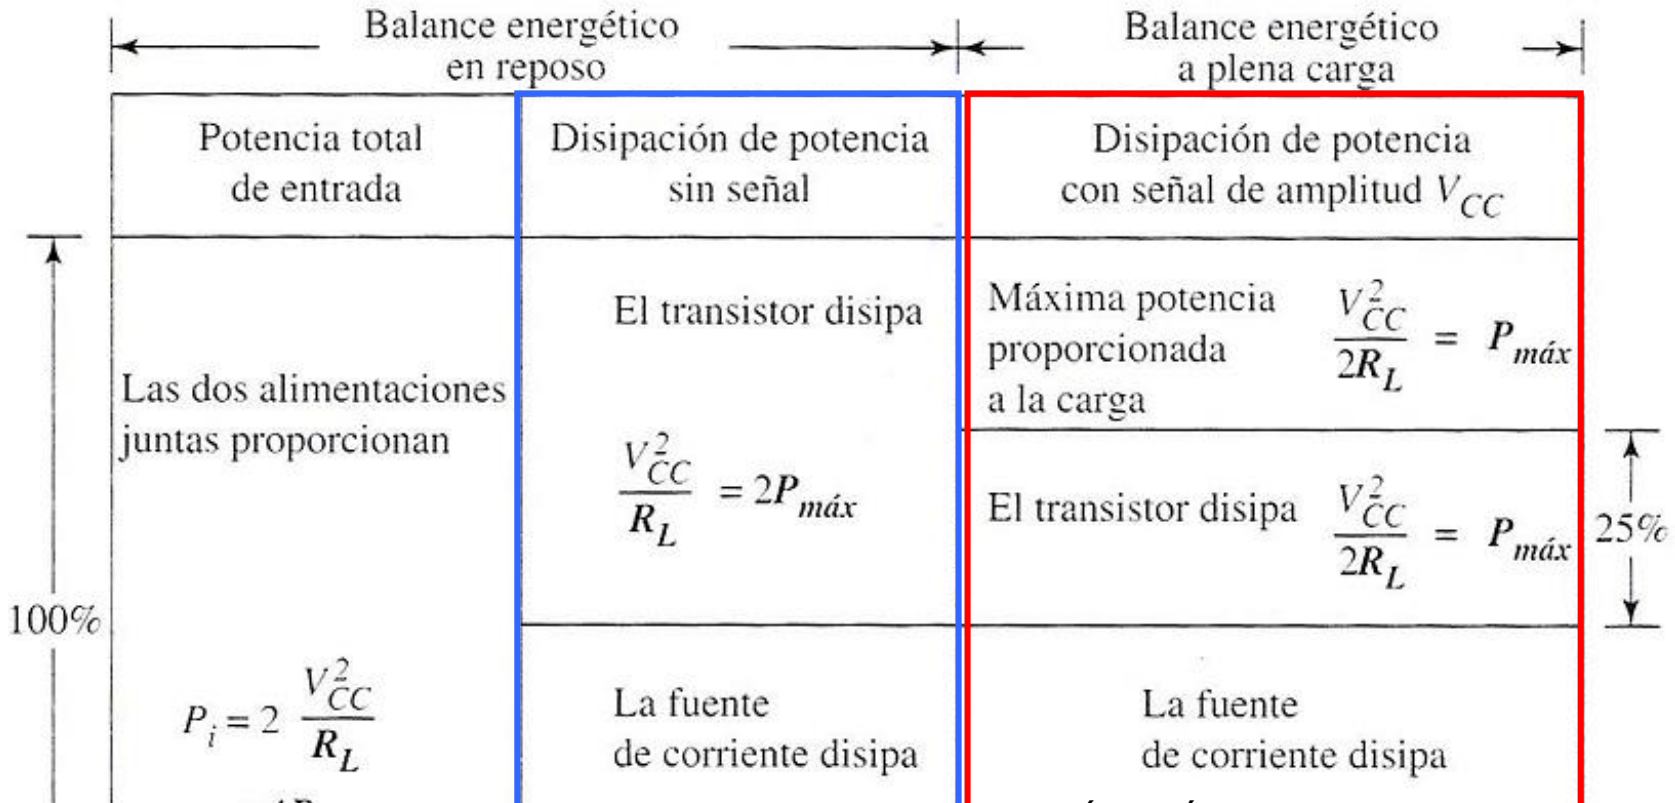 Balance energético
en reposo
Balance energético
a plena carga
Potencia total
de entrada
Disipación de potencia
sin señal
Disipación de potencia
con señal de amplitud V_CC
100%
Las dos alimentaciones
juntas proporcionan
P_i = 2 V²_CC / R_L
El transistor disipa
V²_CC / R_L = 2P_máx
La fuente
de corriente disipa
Máxima potencia
proporcionada
a la carga
V²_CC / 2R_L = P_máx
El transistor disipa V²_CC / 2R_L = P_máx
25%
La fuente
de corriente disipa